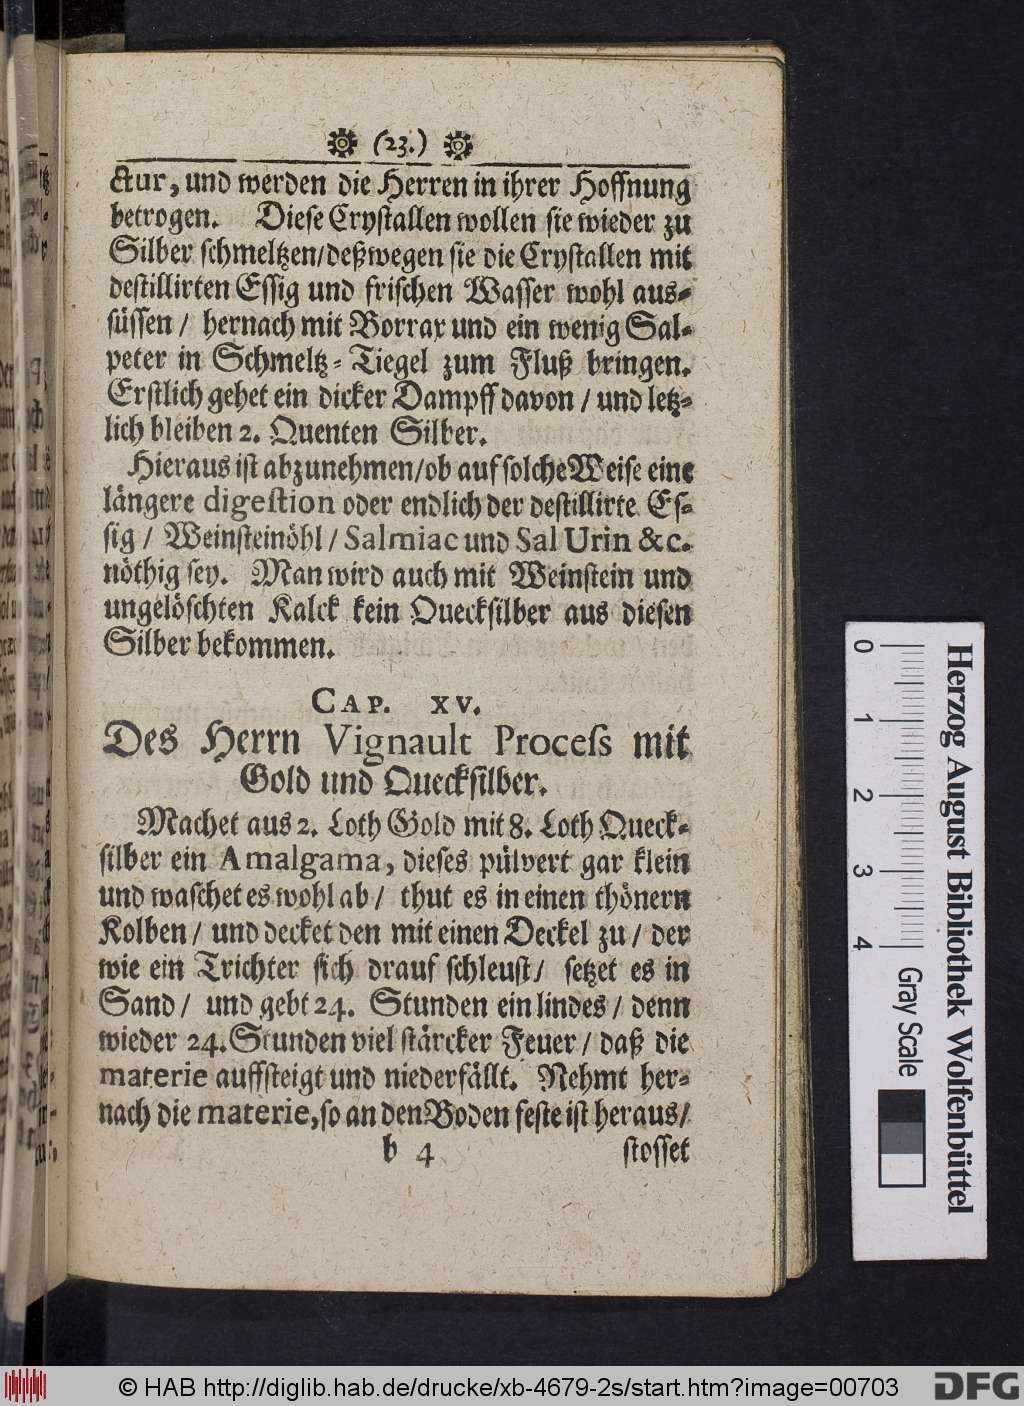 (23.)
ctur, und werden die Herren in ihrer Hoffnung
betrogen. Diese Crystallen wollen sie wieder zu
Silber schmeltzen/deßwegen sie die Crystallen mit
destillirten Essig und frischen Wasser wohl aus-
süssen / hernach mit Borrax und ein wenig Sal-
peter in Schmeltz-Tiegel zum Fluß bringen.
Erstlich gehet ein dicker Dampff davon / und letz-
lich bleiben 2. Quenten Silber.
Hieraus ist abzunehmen/ob auf solche Weise eine
längere digestion oder endlich der destillirte Es-
sig / Weinsteinöhl / Salmiac und Sal Urin &c.
nöthig sey. Man wird auch mit Weinstein und
ungelöschten Kalck kein Quecksilber aus diesen
Silber bekommen.
CAP. XV.
Des Herrn Vignault Process mit
Gold und Quecksilber.
Machet aus 2. Loth Gold mit 8. Loth Queck-
silber ein Amalgama, dieses pülvert gar klein
und waschet es wohl ab / thut es in einen thönern
Kolben / und decket den mit einen Deckel zu / der
wie ein Trichter sich drauf schleust / setzet es in
Sand / und gebt 24. Stunden ein lindes / denn
wieder 24. Stunden viel stärcker Feuer / daß die
materie auffsteigt und niederfällt. Nehmt her-
nach die materie, so an den Boden feste ist heraus/
b 4 stosset
0 1 2 3 4
Gray Scale
Herzog August Bibliothek Wolfenbüttel
© HAB http://diglib.hab.de/drucke/xb-4679-2s/start.htm?image=00703
DFG